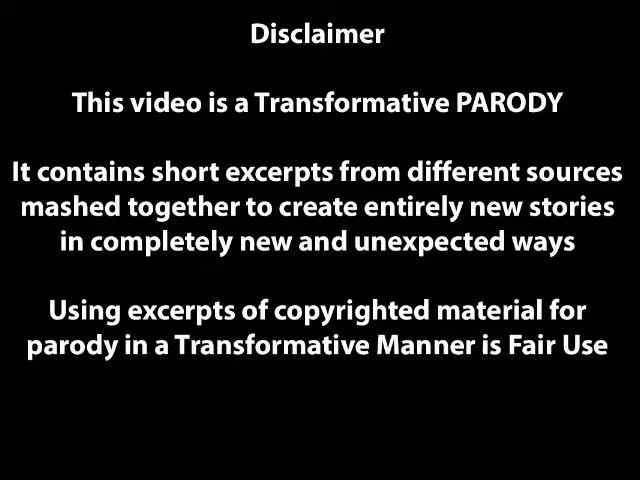 Disclaimer
This video is a Transformative PARODY
It contains short excerpts from different sources
mashed together to create entirely new stories
in completely new and unexpected ways
Using excerpts of copyrighted material for
parody in a Transformative Manner is Fair Use